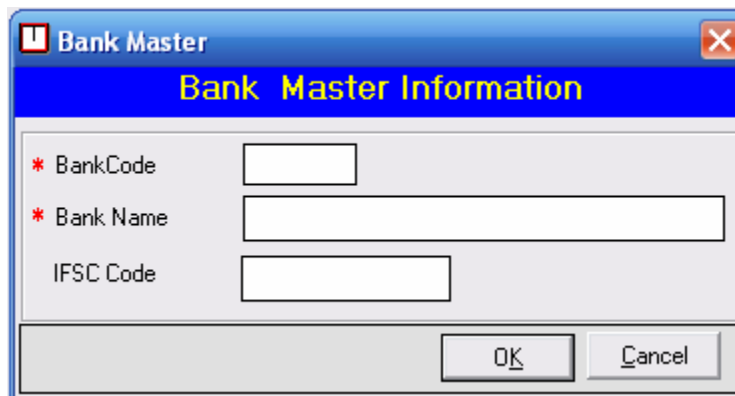 Bank Master
Bank Master Information
* BankCode
* Bank Name
IFSC Code
OK Cancel